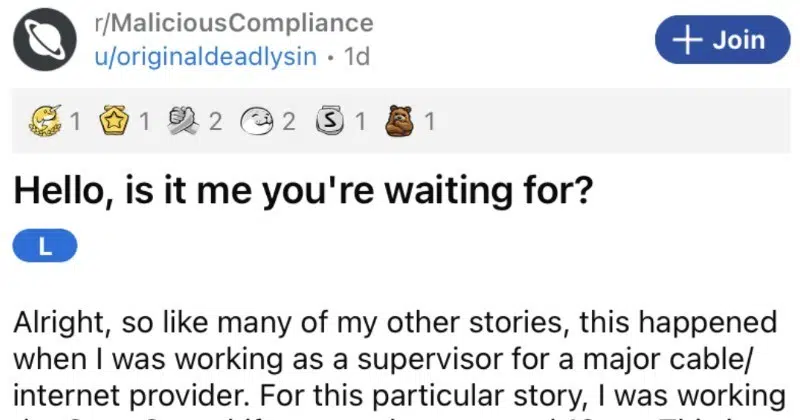 r/MaliciousCompliance
u/originaldeadlysin • 1d
+ Join
1 1 2 2 S 1 1
Hello, is it me you're waiting for?
L
Alright, so like many of my other stories, this happened
when I was working as a supervisor for a major cable/
internet provider. For this particular story, I was working